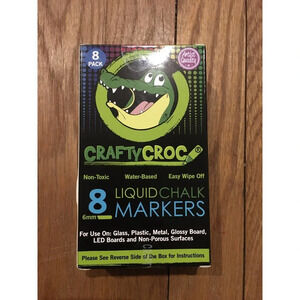 8
PACK
CRAFTYCROC®
Non-Toxic Water-Based Easy Wipe Off
8 LIQUID CHALK
6mm MARKERS
For Use On: Glass, Plastic, Metal, Glossy Board,
LED Boards and Non-Porous Surfaces
Please See Reverse Side of the Box for Instructions